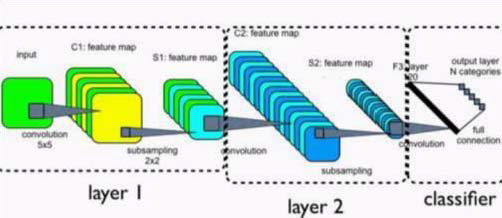 input
C1: feature map
S1: feature map
C2: feature map
S2: feature map
F3: layer
120
output layer
N categories
convolution
5x5
subsampling
2x2
convolution
subsampling
convolution
full
connection
layer 1
layer 2
classifier